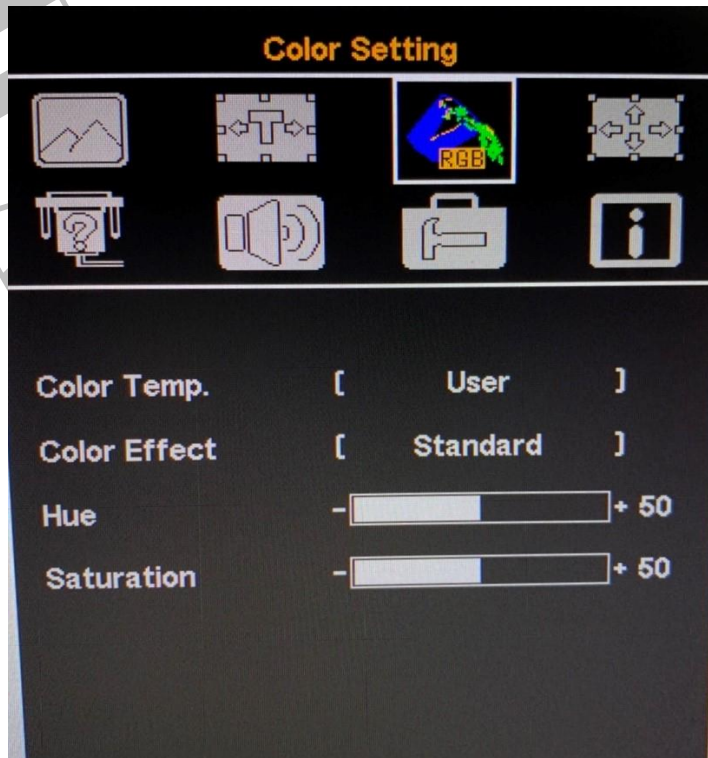 Color Setting
RGB
Color Temp. [ User ]
Color Effect [ Standard ]
Hue - + 50
Saturation - + 50